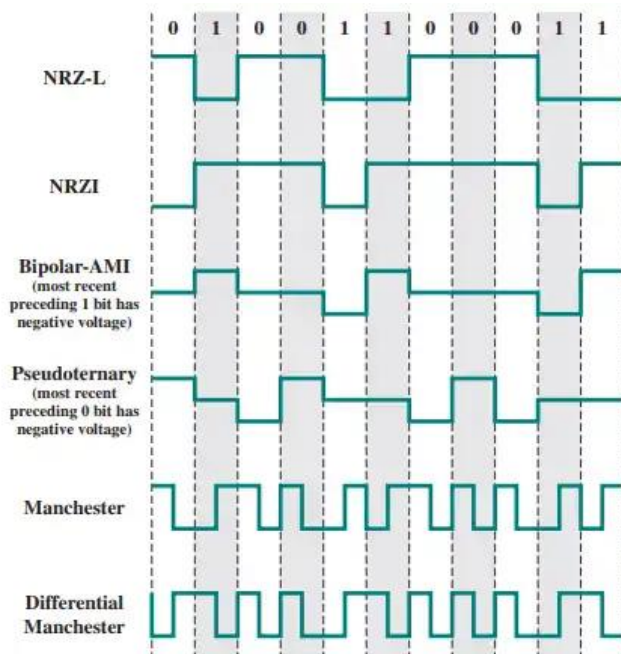 0 1 0 0 1 1 0 0 0 1 1
NRZ-L
NRZI
Bipolar-AMI
(most recent
preceding 1 bit has
negative voltage)
Pseudoternary
(most recent
preceding 0 bit has
negative voltage)
Manchester
Differential
Manchester